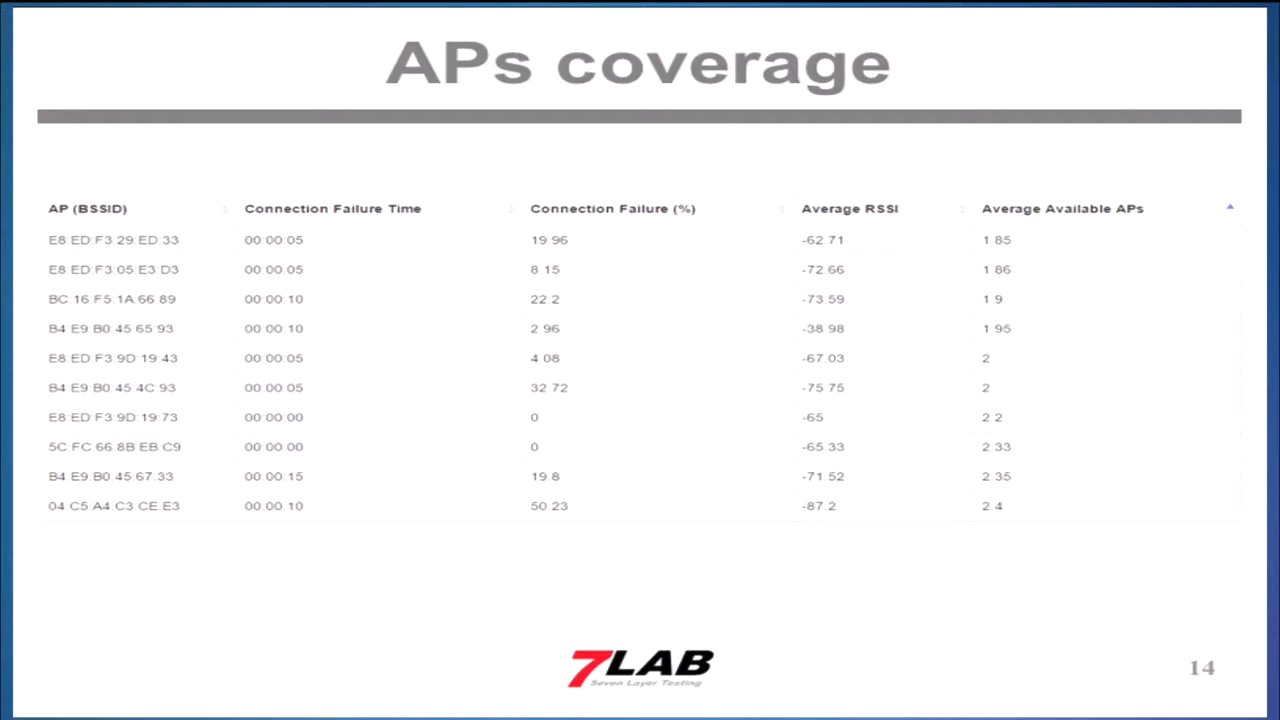 APs coverage
AP (BSSID) Connection Failure Time Connection Failure (%) Average RSSI Average Available APs
E8:ED:F3:29:ED:33 00:00:05 19.96 -62.71 1.85
E8:ED:F3:05:E3:D3 00:00:05 8.15 -72.66 1.86
BC:16:F5:1A:66:89 00:00:10 22.2 -73.59 1.9
B4:E9:B0:45:65:93 00:00:10 2.96 -38.98 1.95
E8:ED:F3:9D:19:43 00:00:05 4.08 -67.03 2
B4:E9:B0:45:4C:93 00:00:05 32.72 -75.75 2
E8:ED:F3:9D:19:73 00:00:00 0 -65 2.2
5C:FC:66:8B:EB:C9 00:00:00 0 -65.33 2.33
B4:E9:B0:45:67:33 00:00:15 19.8 -71.52 2.35
04:C5:A4:C3:CE:E3 00:00:10 50.23 -87.2 2.4
7LAB
Seven Layer Testing
14